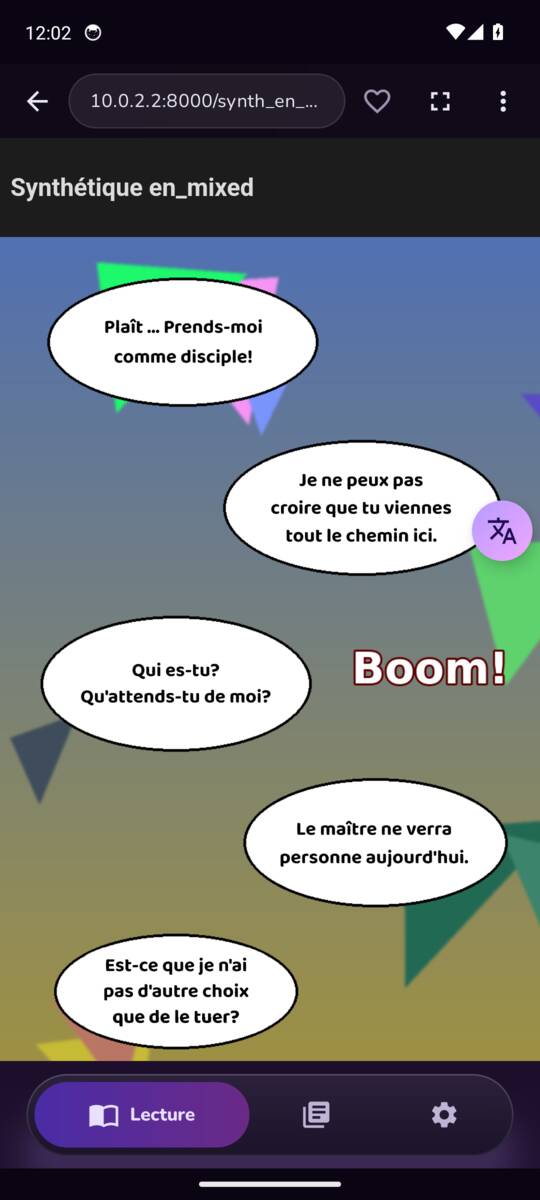 12:02
10.0.2.2:8000/synth_en_...
Synthétique en_mixed
Plaît ... Prends-moi
comme disciple!
Je ne peux pas
croire que tu viennes
tout le chemin ici.
Qui es-tu?
Qu'attends-tu de moi?
Boom!
Le maître ne verra
personne aujourd'hui.
Est-ce que je n'ai
pas d'autre choix
que de le tuer?
Lecture